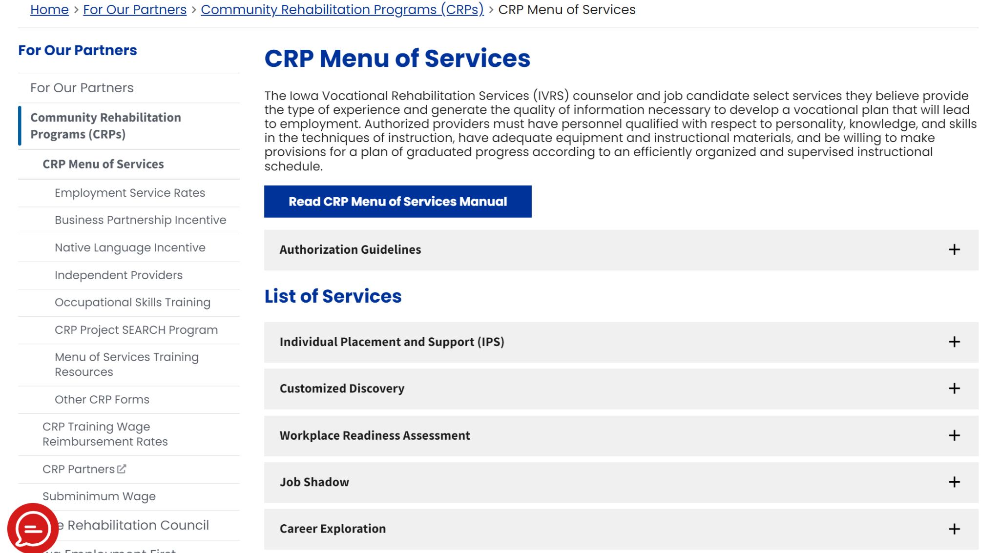 Home > For Our Partners > Community Rehabilitation Programs (CRPs) > CRP Menu of Services
For Our Partners
For Our Partners
Community Rehabilitation
Programs (CRPs)
CRP Menu of Services
Employment Service Rates
Business Partnership Incentive
Native Language Incentive
Independent Providers
Occupational Skills Training
CRP Project SEARCH Program
Menu of Services Training
Resources
Other CRP Forms
CRP Training Wage
Reimbursement Rates
CRP Partners
Subminimum Wage
Rehabilitation Council
Employment First
CRP Menu of Services
The Iowa Vocational Rehabilitation Services (IVRS) counselor and job candidate select services they believe provide
the type of experience and generate the quality of information necessary to develop a vocational plan that will lead
to employment. Authorized providers must have personnel qualified with respect to personality, knowledge, and skills
in the techniques of instruction, have adequate equipment and instructional materials, and be willing to make
provisions for a plan of graduated progress according to an efficiently organized and supervised instructional
schedule.
Read CRP Menu of Services Manual
Authorization Guidelines
List of Services
Individual Placement and Support (IPS)
Customized Discovery
Workplace Readiness Assessment
Job Shadow
Career Exploration